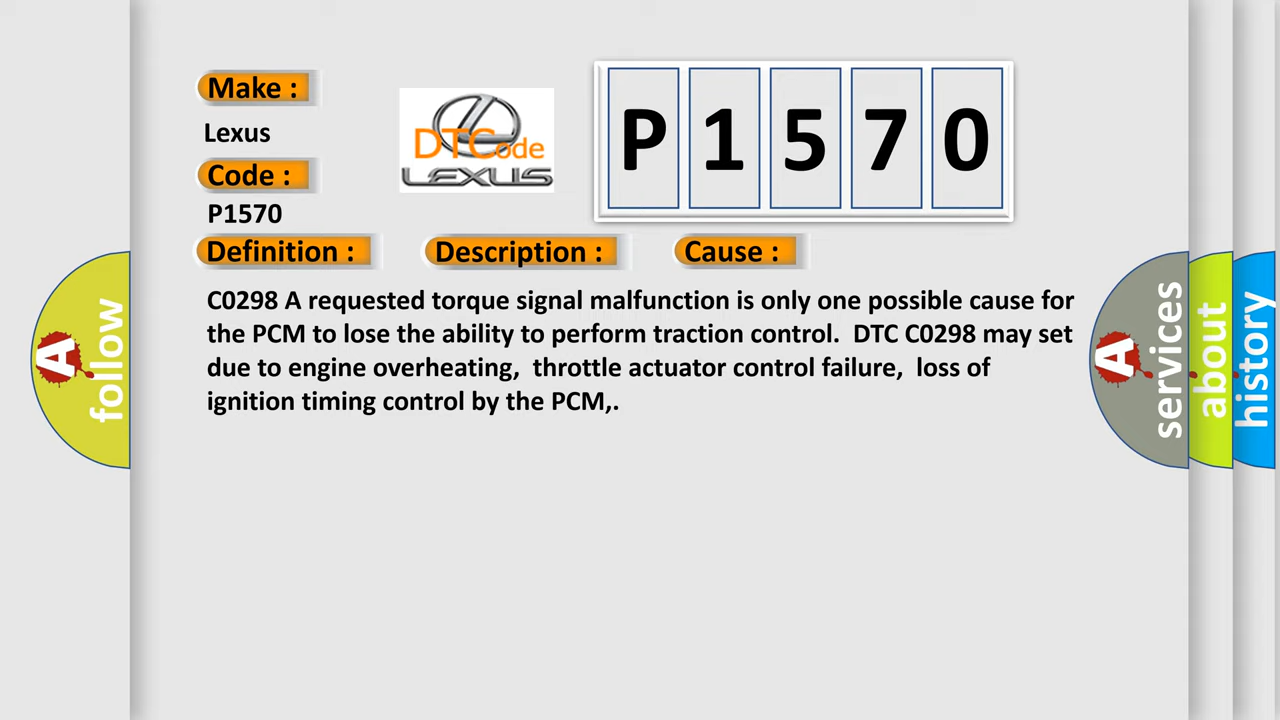 Make :
Lexus
Code :
P1570
DTCode
LEXUS
P 1 5 7 0
Definition :
Description :
Cause :
C0298 A requested torque signal malfunction is only one possible cause for
the PCM to lose the ability to perform traction control.  DTC C0298 may set
due to engine overheating,  throttle actuator control failure,  loss of
ignition timing control by the PCM,.
A follow
A services
about
history